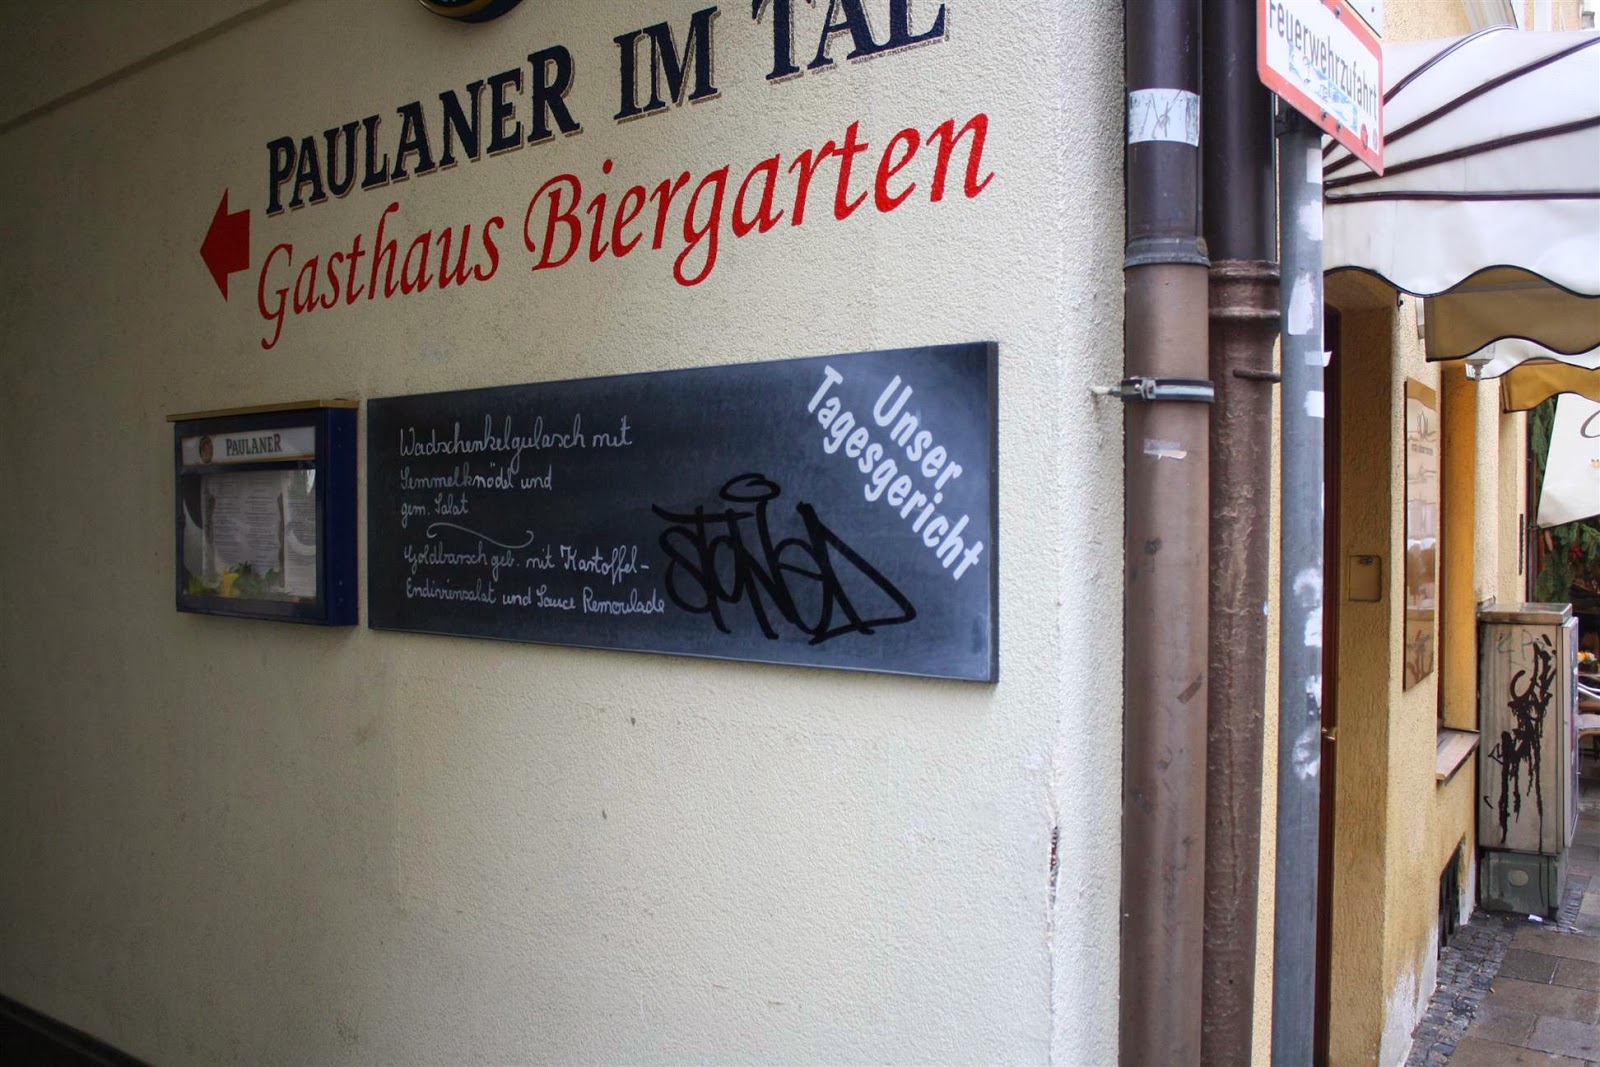 PAULANER IM TAL
Gasthaus Biergarten
Feuerwehrzufahrt
PAULANER
Unser
Tagesgericht
Wadschenkelgulasch mit
Semmelknödel und
gem. Salat
Goldbarsch geb. mit Kartoffel-
Endiviensalat und Sauce Remoulade
STONED